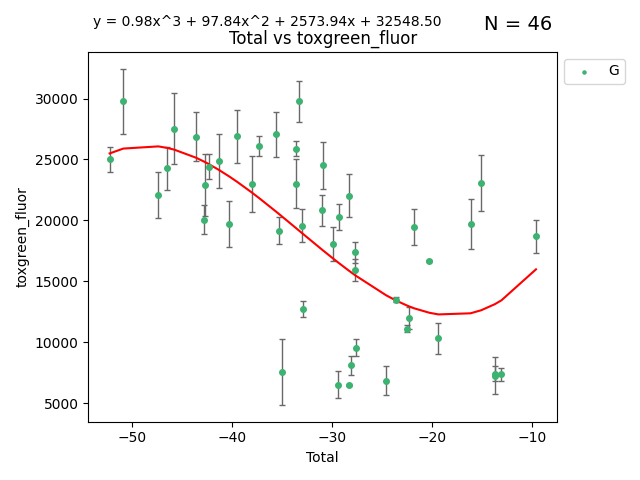 y = 0.98x^3 + 97.84x^2 + 2573.94x + 32548.50
N = 46
Total vs toxgreen_fluor
G
30000
25000
20000
15000
10000
5000
toxgreen_fluor
−50
−40
−30
−20
−10
Total